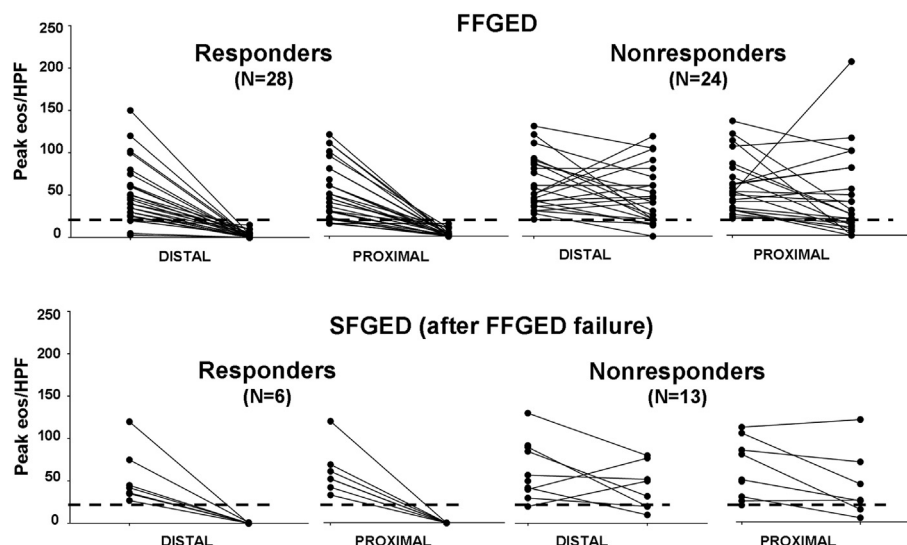 FFGED
Responders
(N=28)
Nonresponders
(N=24)
Peak eos/HPF
250
200
150
100
50
0
DISTAL
PROXIMAL
DISTAL
PROXIMAL
SFGED (after FFGED failure)
Responders
(N=6)
Nonresponders
(N=13)
Peak eos/HPF
250
200
150
100
50
0
DISTAL
PROXIMAL
DISTAL
PROXIMAL